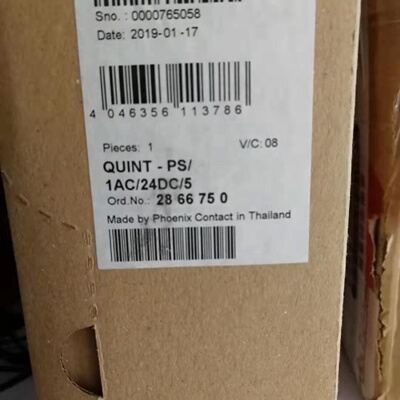 Sno. : 0000765058
Date: 2019-01-17
4 046356 113786
Pieces: 1 V/C: 08
QUINT - PS/
1AC/24DC/5
Ord.No.: 28 66 75 0
Made by Phoenix Contact in Thailand